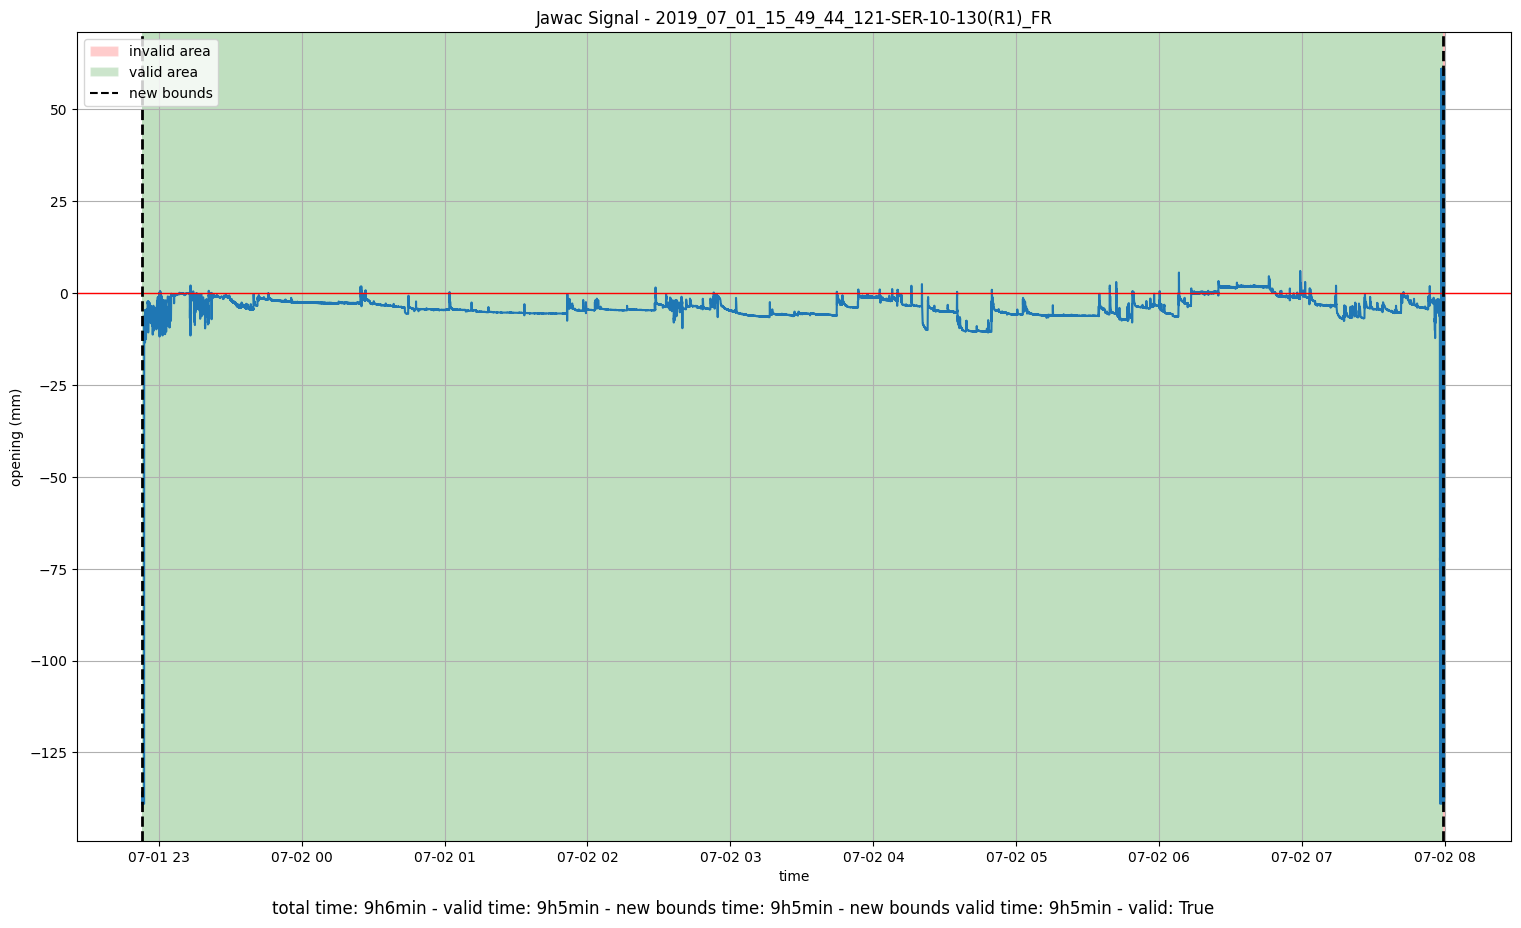 Jawac Signal - 2019_07_01_15_49_44_121-SER-10-130(R1)_FR
invalid area
valid area
new bounds
50
25
0
−25
−50
−75
−100
−125
opening (mm)
07-01 23
07-02 00
07-02 01
07-02 02
07-02 03
07-02 04
07-02 05
07-02 06
07-02 07
07-02 08
time
total time: 9h6min - valid time: 9h5min - new bounds time: 9h5min - new bounds valid time: 9h5min - valid: True